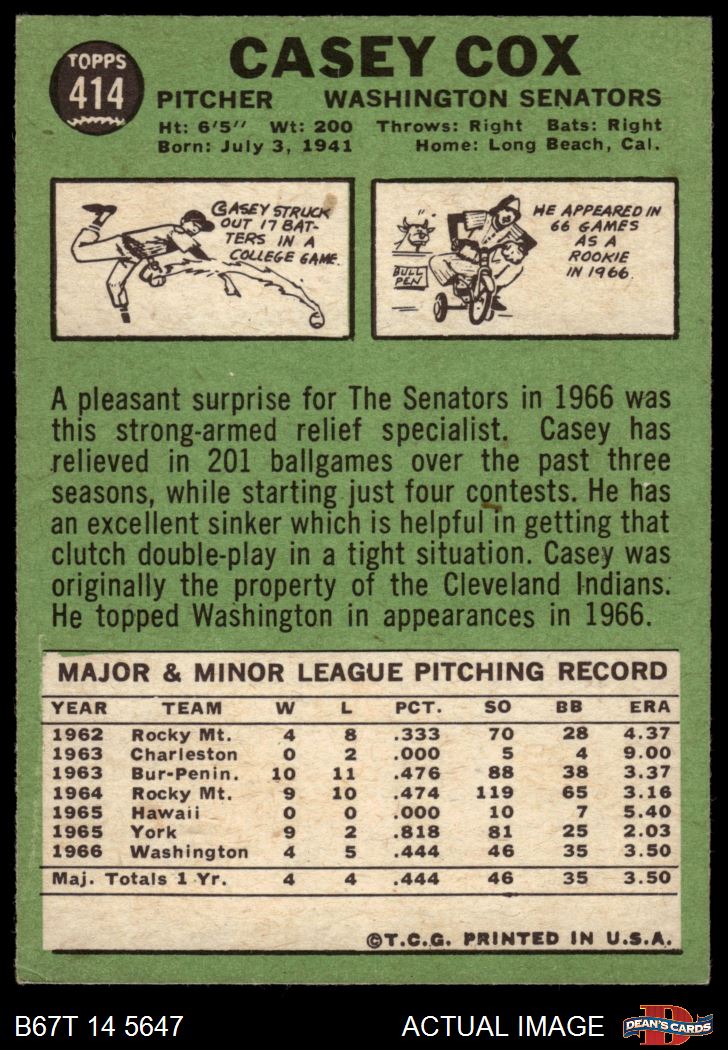 TOPPS
414
CASEY COX
PITCHER WASHINGTON SENATORS
Ht: 6'5" Wt: 200 Throws: Right Bats: Right
Born: July 3, 1941 Home: Long Beach, Cal.
CASEY STRUCK
OUT 17 BAT-
TERS IN A
COLLEGE GAME.
BULL
PEN
HE APPEARED IN
66 GAMES
AS A
ROOKIE
IN 1966.
A pleasant surprise for The Senators in 1966 was
this strong-armed relief specialist. Casey has
relieved in 201 ballgames over the past three
seasons, while starting just four contests. He has
an excellent sinker which is helpful in getting that
clutch double-play in a tight situation. Casey was
originally the property of the Cleveland Indians.
He topped Washington in appearances in 1966.
MAJOR & MINOR LEAGUE PITCHING RECORD
YEAR TEAM W L PCT. SO BB ERA
1962 Rocky Mt. 4 8 .333 70 28 4.37
1963 Charleston 0 2 .000 5 4 9.00
1963 Bur-Penin. 10 11 .476 88 38 3.37
1964 Rocky Mt. 9 10 .474 119 65 3.16
1965 Hawaii 0 0 .000 10 7 5.40
1965 York 9 2 .818 81 25 2.03
1966 Washington 4 5 .444 46 35 3.50
Maj. Totals 1 Yr. 4 4 .444 46 35 3.50
©T.C.G. PRINTED IN U.S.A.
B67T 14 5647 ACTUAL IMAGE
D
DEAN'S CARDS